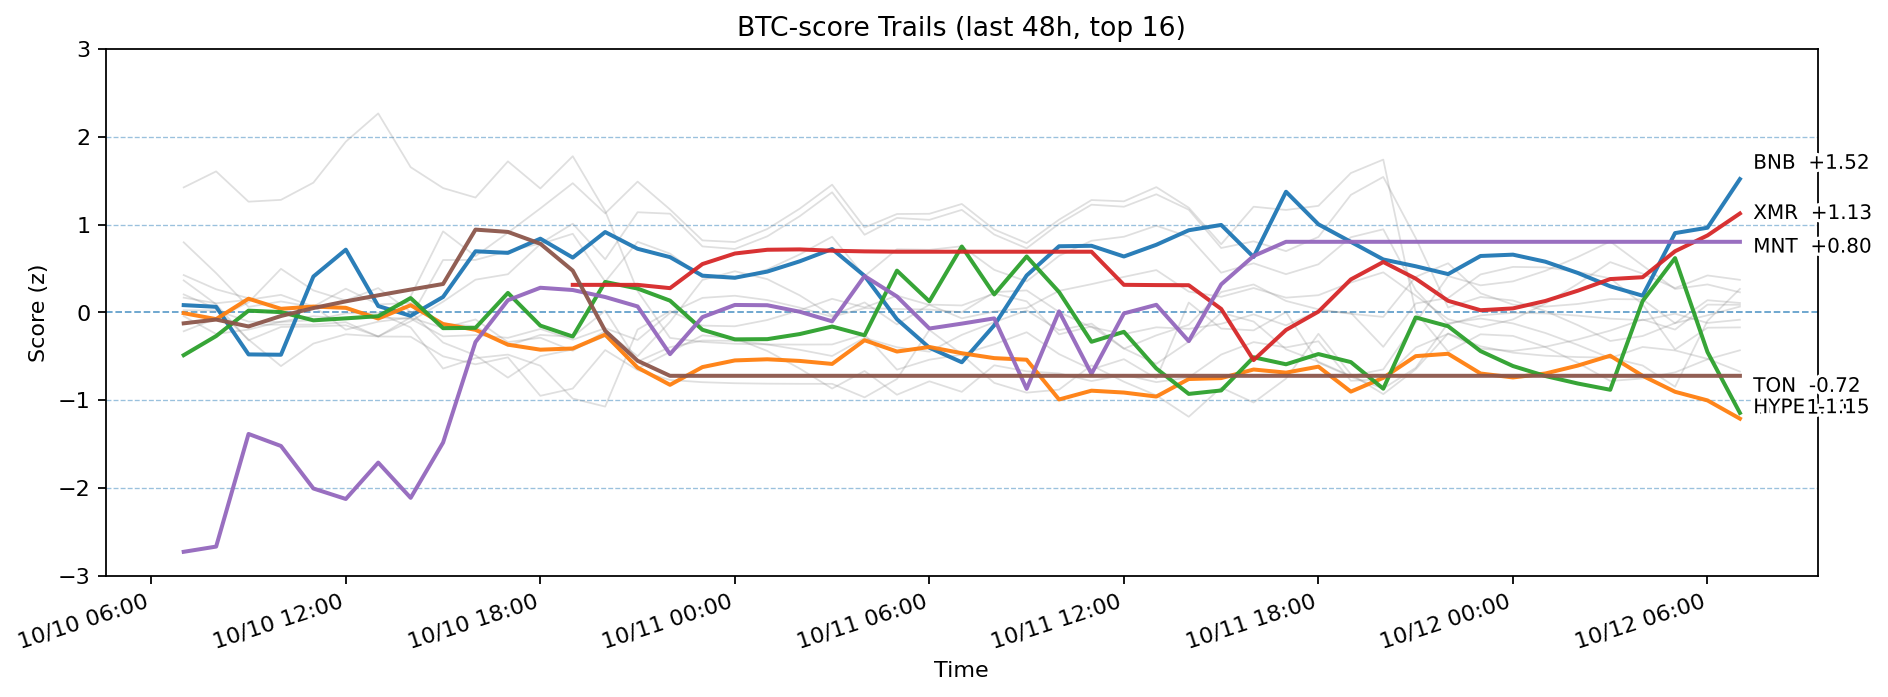 BTC-score Trails (last 48h, top 16)
Score (z)
3
2
1
0
−1
−2
−3
BNB +1.52
XMR +1.13
MNT +0.80
TON -0.72
HYPE
10/10 06:00
10/10 12:00
10/10 18:00
10/11 00:00
10/11 06:00
10/11 12:00
10/11 18:00
10/12 00:00
10/12 06:00
Time